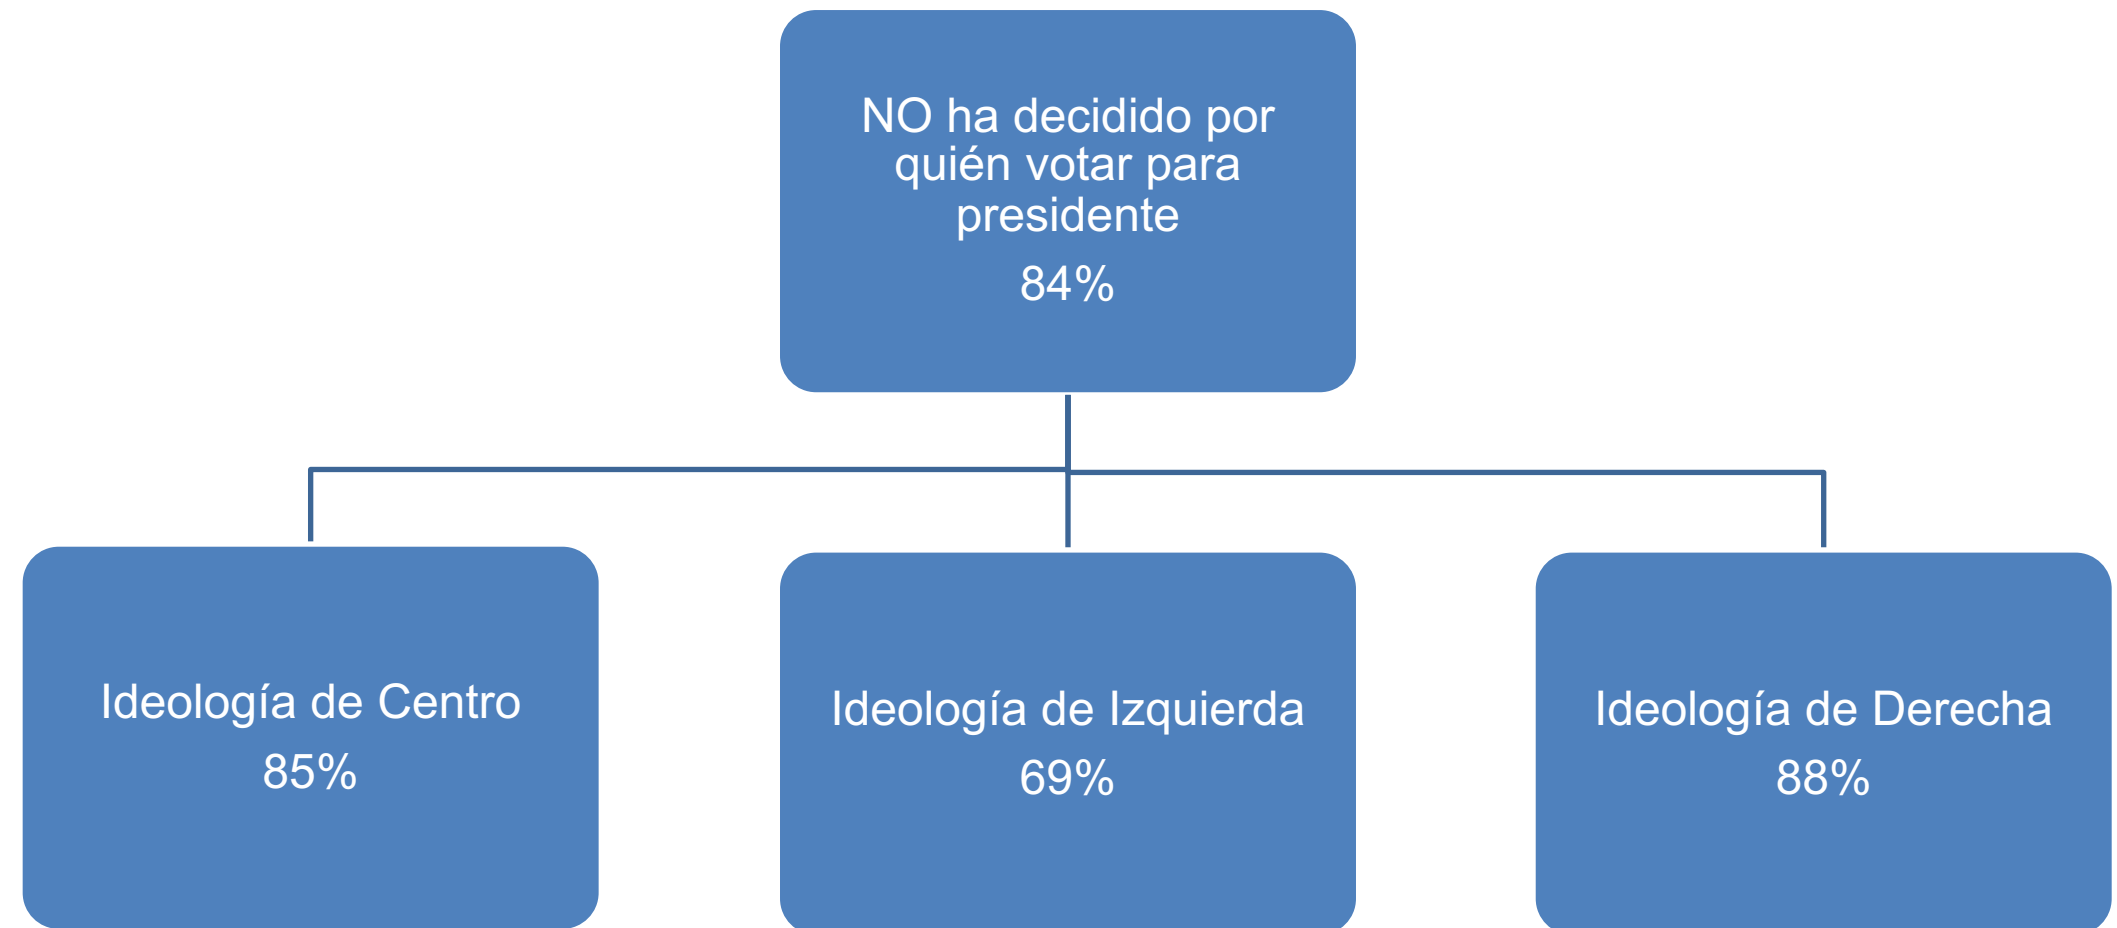 NO ha decidido por
quién votar para
presidente
84%
Ideología de Centro
85%
Ideología de Izquierda
69%
Ideología de Derecha
88%